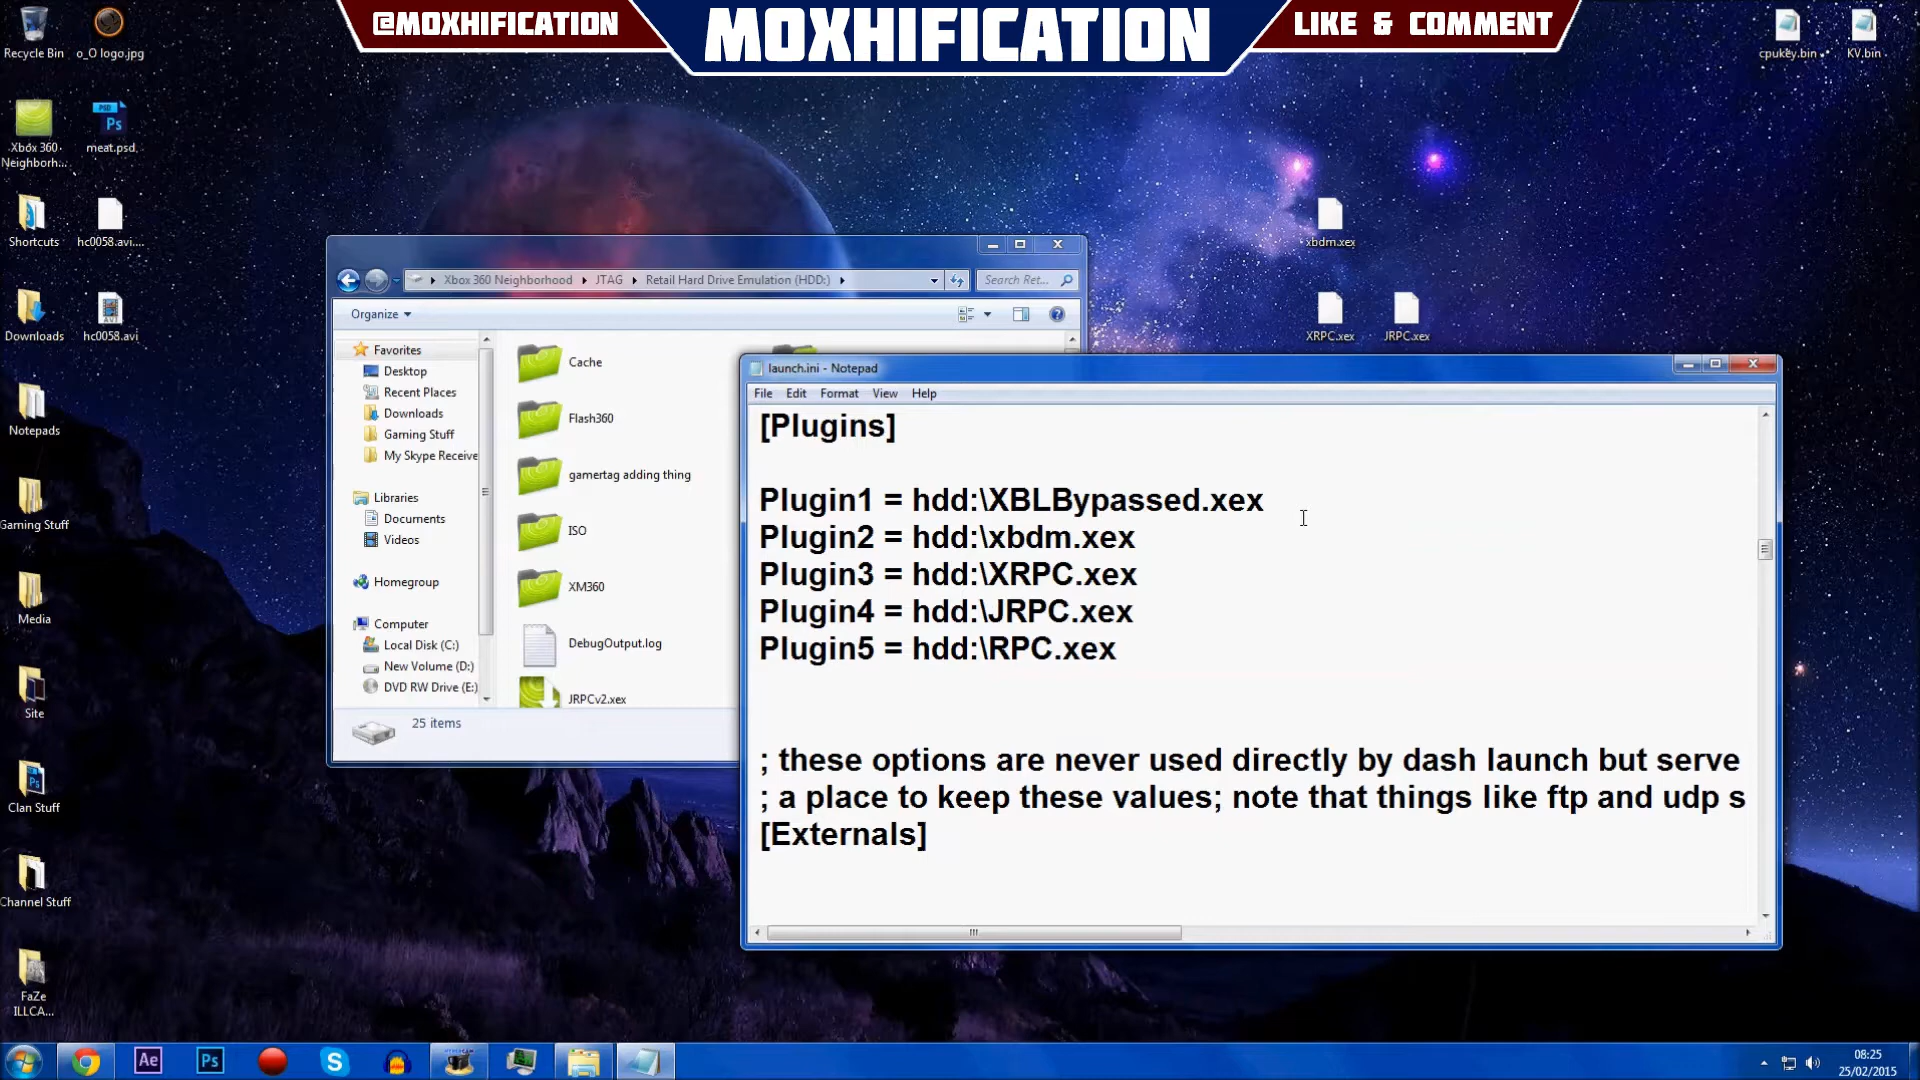 @MOXHIFICATION
MOXHIFICATION
LIKE & COMMENT
Recycle Bin
o_O logo.jpg
cpukey.bin
KV.bin
Xbox 360
Neighborh...
meat.psd
Shortcuts
hc0058.avi....
xbdm.xex
Downloads
hc0058.avi
XRPC.xex
JRPC.xex
Notepads
Gaming Stuff
Media
Site
Clan Stuff
Channel Stuff
FaZe
ILLCA...
Xbox 360 Neighborhood
JTAG
Retail Hard Drive Emulation (HDD:)
Search Ret...
Organize
Favorites
Desktop
Recent Places
Downloads
Gaming Stuff
My Skype Receive
Libraries
Documents
Videos
Homegroup
Computer
Local Disk (C:)
New Volume (D:)
DVD RW Drive (E:)
Cache
Flash360
gamertag adding thing
ISO
XM360
DebugOutput.log
JRPCv2.xex
25 items
launch.ini - Notepad
File Edit Format View Help
[Plugins]
Plugin1 = hdd:\XBLBypassed.xex
Plugin2 = hdd:\xbdm.xex
Plugin3 = hdd:\XRPC.xex
Plugin4 = hdd:\JRPC.xex
Plugin5 = hdd:\RPC.xex
; these options are never used directly by dash launch but serve
; a place to keep these values; note that things like ftp and udp s
[Externals]
Ae
Ps
S
08:25
25/02/2015